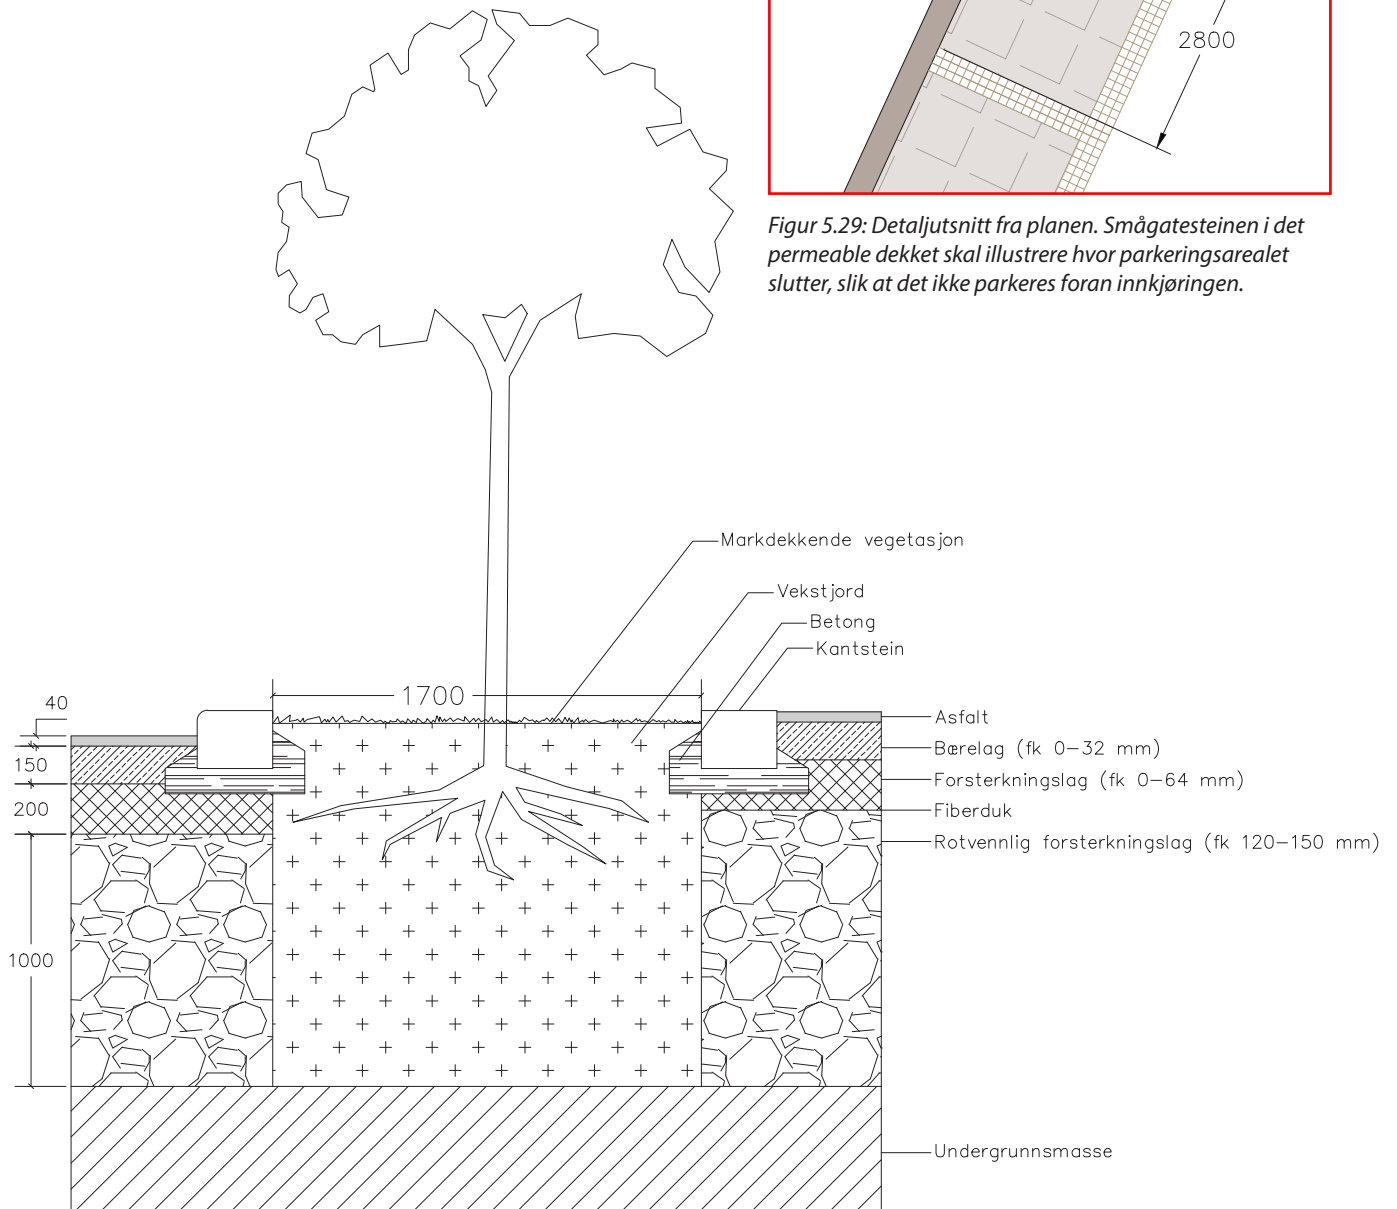 2800
Figur 5.29: Detaljutsnitt fra planen. Smågatesteinen i det
permeable dekket skal illustrere hvor parkeringsarealet
slutter, slik at det ikke parkeres foran innkjøringen.
Markdekkende vegetasjon
Vekstjord
Betong
Kantstein
1700
40
150
200
1000
Asfalt
Bærelag (fk 0–32 mm)
Forsterkningslag (fk 0–64 mm)
Fiberduk
Rotvennlig forsterkningslag (fk 120–150 mm)
Undergrunnsmasse